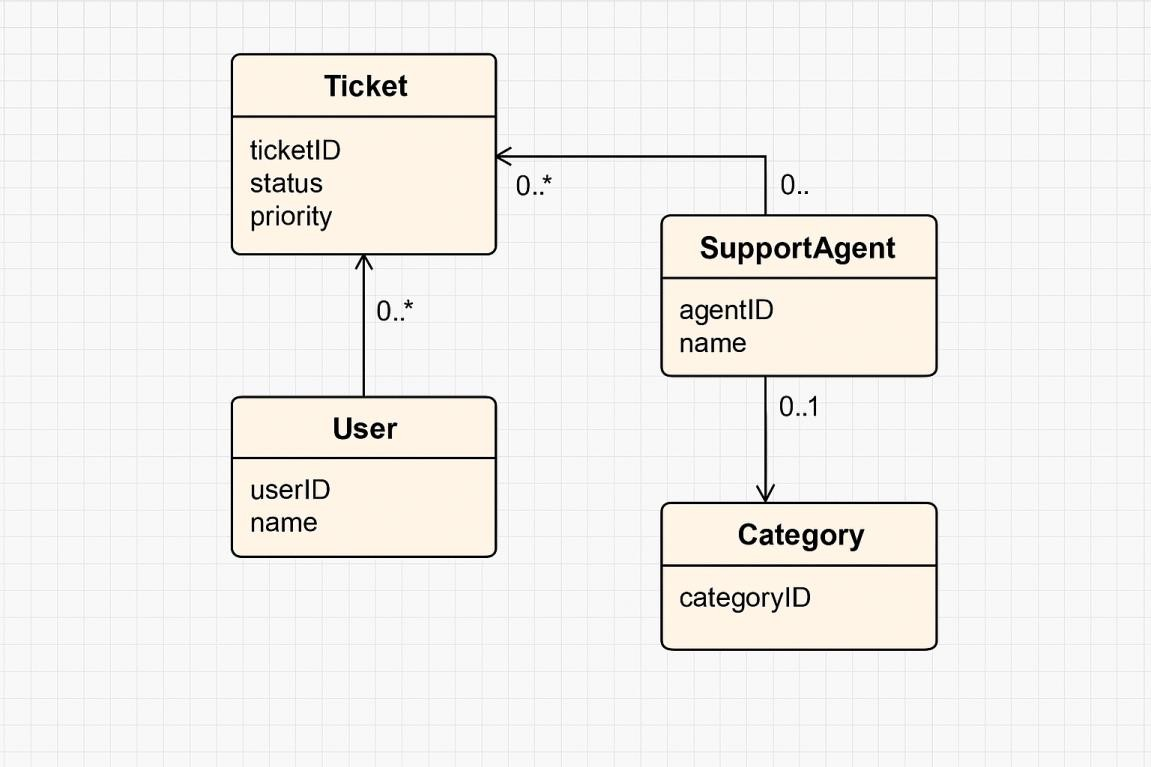 Ticket
ticketID
status
priority
0..*
0..
SupportAgent
agentID
name
0..*
User
userID
name
0..1
Category
categoryID